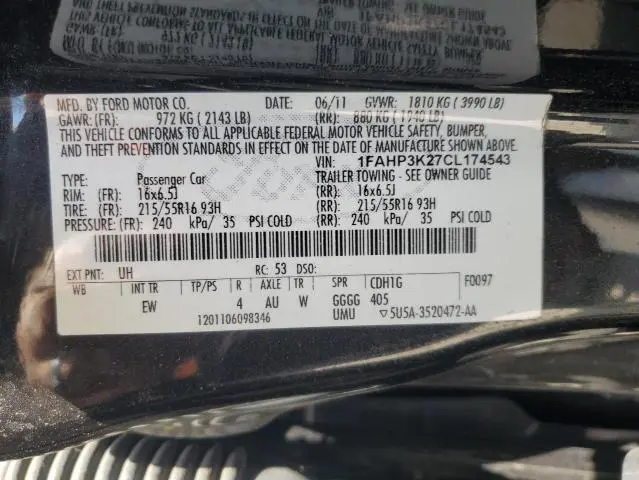 MFD. BY FORD MOTOR CO. DATE: 06/11 GVWR: 1810 KG ( 3990 LB)
GAWR: (FR): 972 KG ( 2143 LB) (RR): 880 KG ( 1940 LB)
THIS VEHICLE CONFORMS TO ALL APPLICABLE FEDERAL MOTOR VEHICLE SAFETY, BUMPER,
AND THEFT PREVENTION STANDARDS IN EFFECT ON THE DATE OF MANUFACTURE SHOWN ABOVE.
VIN: 1FAHP3K27CL174543
TYPE: Passenger Car TRAILER TOWING - SEE OWNER GUIDE
RIM: (FR): 16x6.5J (RR): 16x6.5J
TIRE: (FR): 215/55R16 93H (RR): 215/55R16 93H
PRESSURE: (FR): 240 kPa/ 35 PSI COLD (RR): 240 kPa/ 35 PSI COLD
EXT PNT: UH RC: 53 DSO: F0097
WB INT TR TP/PS R AXLE TR SPR CDH1G
EW 4 AU W GGGG 405
1201106098346 UMU ▽5U5A-3520472-AA